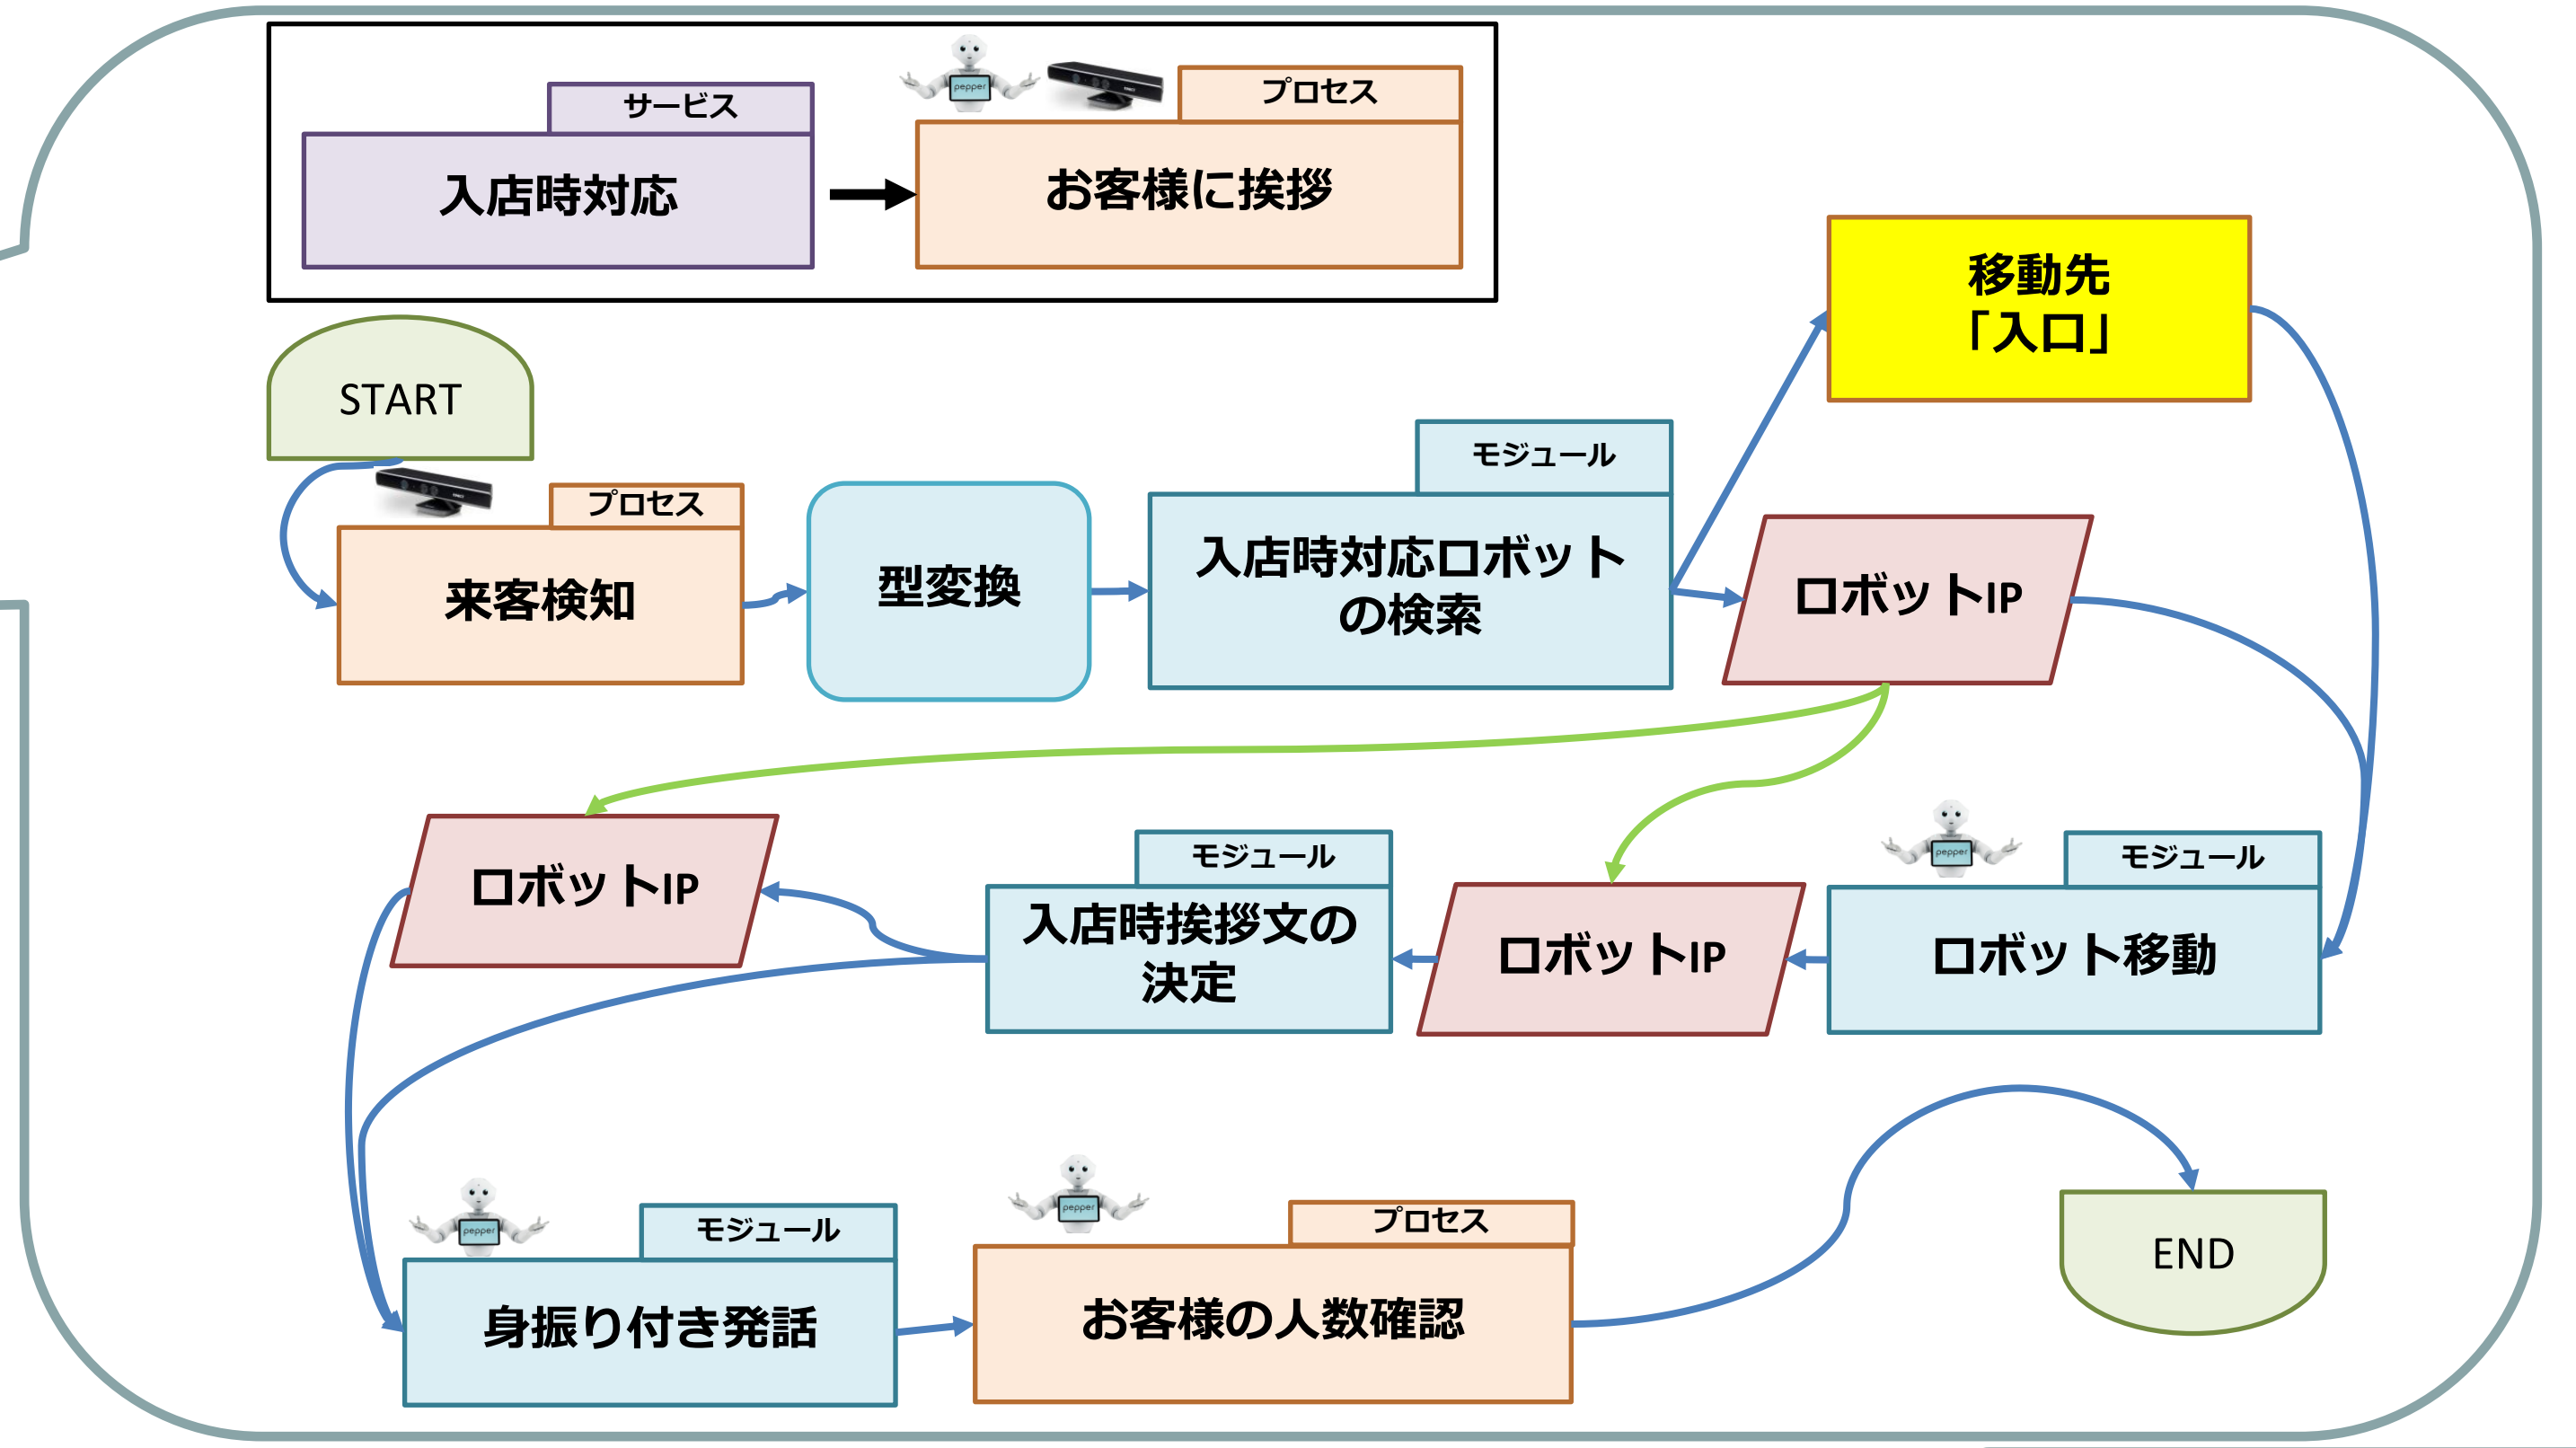 サービス
入店時対応
pepper
プロセス
お客様に挨拶
移動先
「入口」
START
プロセス
来客検知
型変換
モジュール
入店時対応ロボット
の検索
ロボットIP
ロボットIP
モジュール
入店時挨拶文の
決定
ロボットIP
pepper
モジュール
ロボット移動
pepper
モジュール
身振り付き発話
pepper
プロセス
お客様の人数確認
END